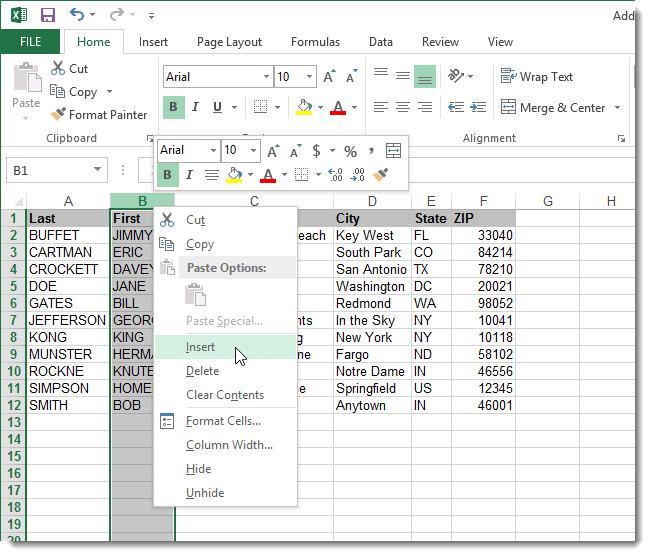 Add
FILE Home Insert Page Layout Formulas Data Review View
Paste
Cut
Copy
Format Painter
Clipboard
Arial 10 A A
B I U A
Wrap Text
Merge & Center
Alignment
Arial 10 A A $ % , 
B I A .00 .0
B1
A B C D E F G H
1 Last First City State ZIP
2 BUFFET JIMMY each Key West FL 33040
3 CARTMAN ERIC South Park CO 84214
4 CROCKETT DAVEY San Antonio TX 78210
5 DOE JANE Washington DC 20021
6 GATES BILL Redmond WA 98052
7 JEFFERSON GEORG nts In the Sky NY 10041
8 KONG KING g New York NY 10118
9 MUNSTER HERMA ne Fargo ND 58102
10 ROCKNE KNUTE Notre Dame IN 46556
11 SIMPSON HOME e Springfield US 12345
12 SMITH BOB Anytown IN 46001
13
14
15
16
17
18
19
20
Cut
Copy
Paste Options:
Paste Special...
Insert
Delete
Clear Contents
Format Cells...
Column Width...
Hide
Unhide